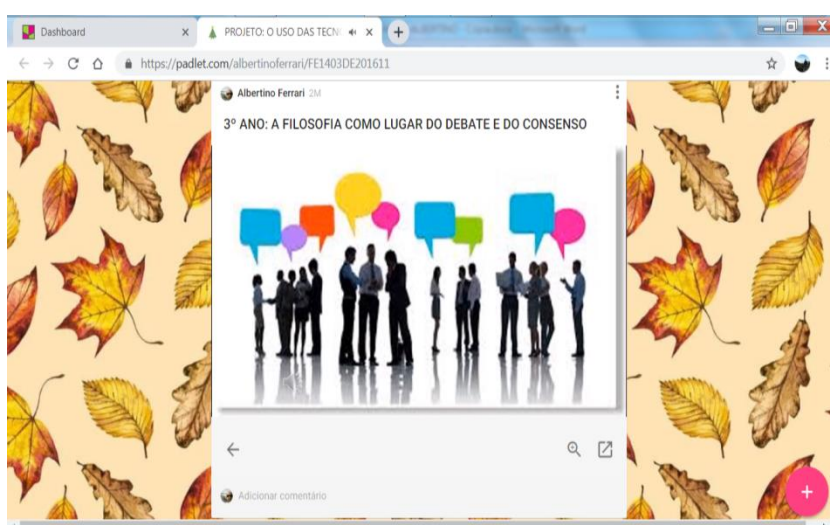 Dashboard
PROJETO: O USO DAS TECN
https://padlet.com/albertinoferrari/FE1403DE201611
Albertino Ferrari 2M
3º ANO: A FILOSOFIA COMO LUGAR DO DEBATE E DO CONSENSO
Adicionar comentário